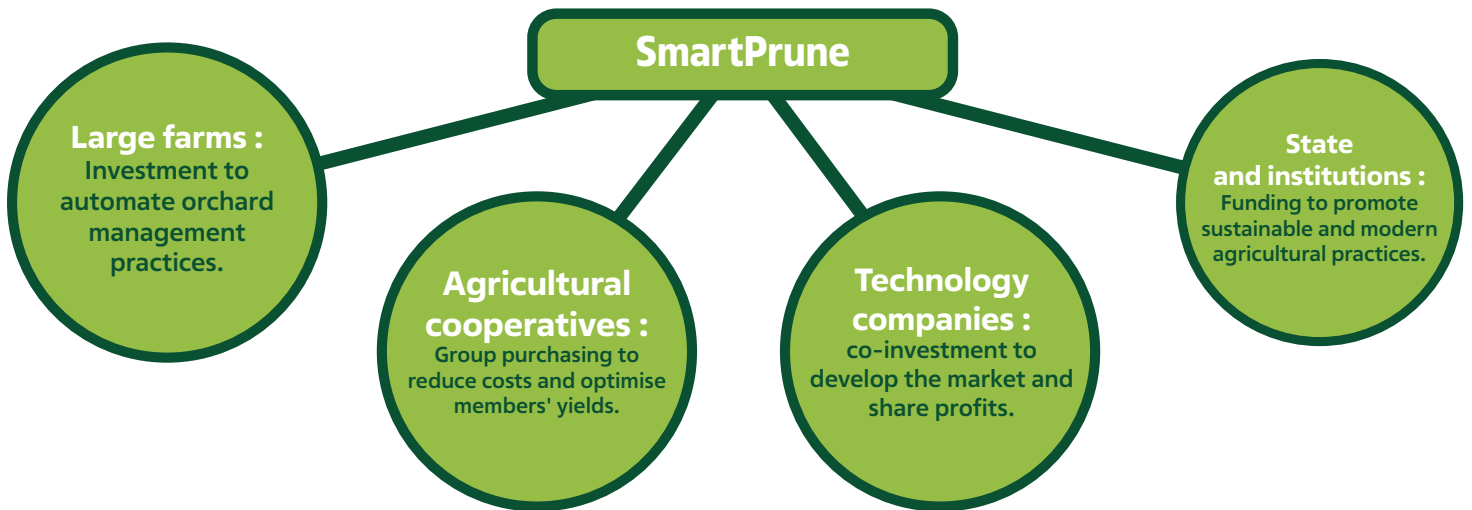 SmartPrune
Large farms :
Investment to
automate orchard
management
practices.
Agricultural
cooperatives :
Group purchasing to
reduce costs and optimise
members' yields.
Technology
companies :
co-investment to
develop the market and
share profits.
State
and institutions :
Funding to promote
sustainable and modern
agricultural practices.